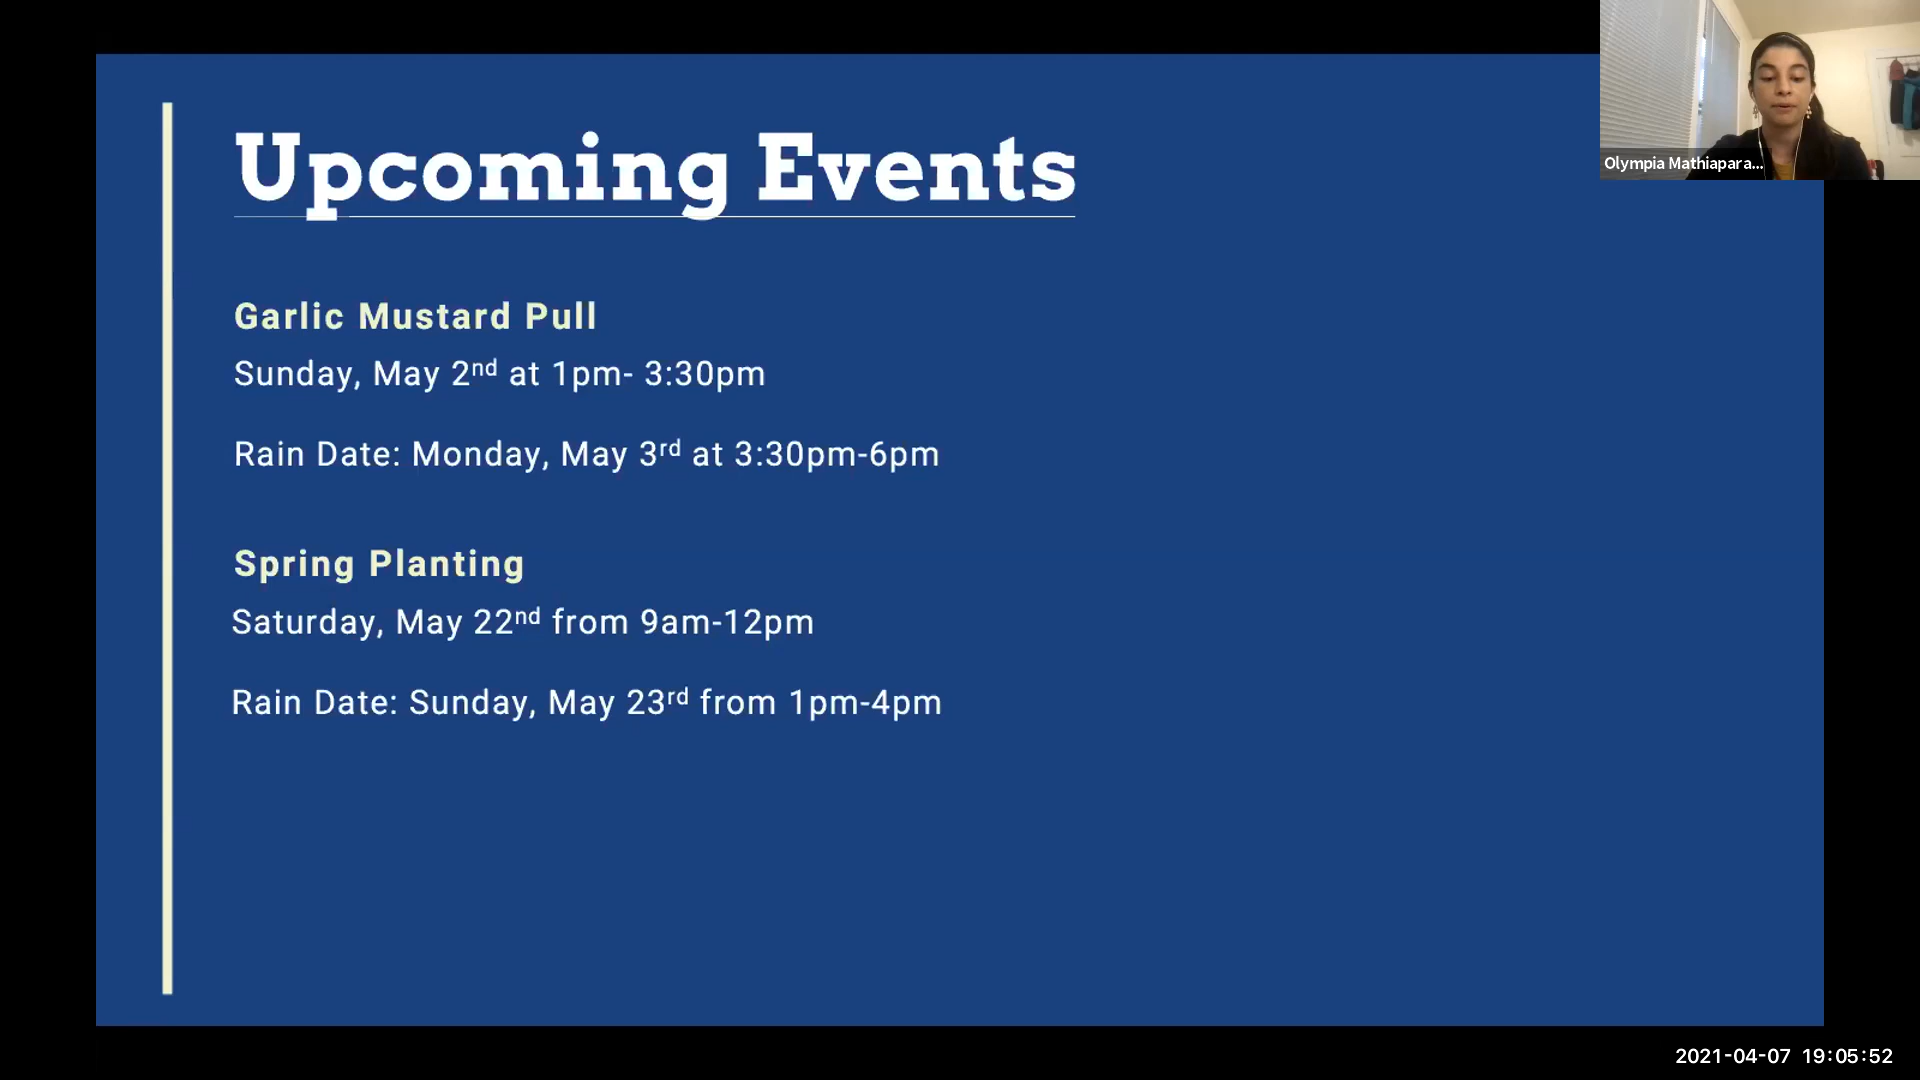 Upcoming Events
Olympia Mathiapara...
Garlic Mustard Pull
Sunday, May 2nd at 1pm- 3:30pm
Rain Date: Monday, May 3rd at 3:30pm-6pm
Spring Planting
Saturday, May 22nd from 9am-12pm
Rain Date: Sunday, May 23rd from 1pm-4pm
2021-04-07 19:05:52